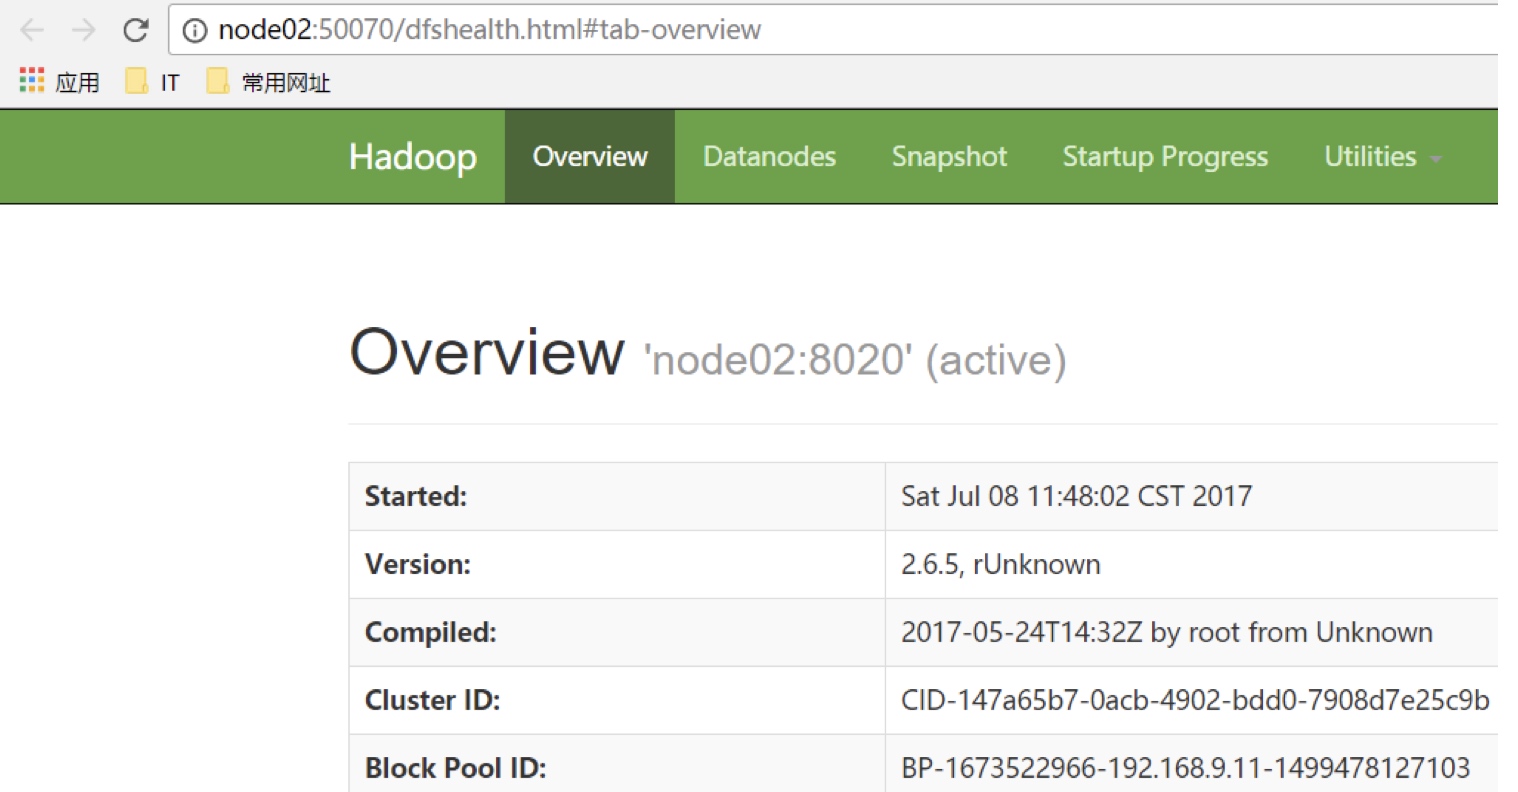 node02:50070/dfshealth.html#tab-overview
应用 IT 常用网址
Hadoop Overview Datanodes Snapshot Startup Progress Utilities
Overview 'node02:8020' (active)
Started: Sat Jul 08 11:48:02 CST 2017
Version: 2.6.5, rUnknown
Compiled: 2017-05-24T14:32Z by root from Unknown
Cluster ID: CID-147a65b7-0acb-4902-bdd0-7908d7e25c9b
Block Pool ID: BP-1673522966-192.168.9.11-1499478127103